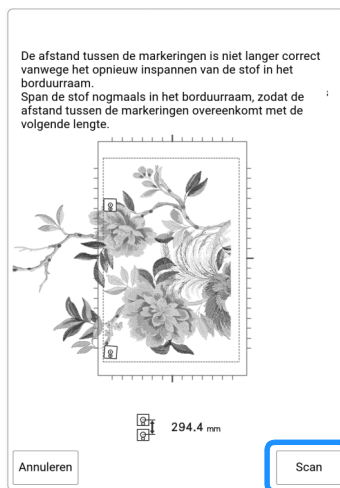 De afstand tussen de markeringen is niet langer correct
vanwege het opnieuw inspannen van de stof in het
borduurraam.
Span de stof nogmaals in het borduurraam, zodat de
afstand tussen de markeringen overeenkomt met de
volgende lengte.
294.4 mm
Annuleren
Scan